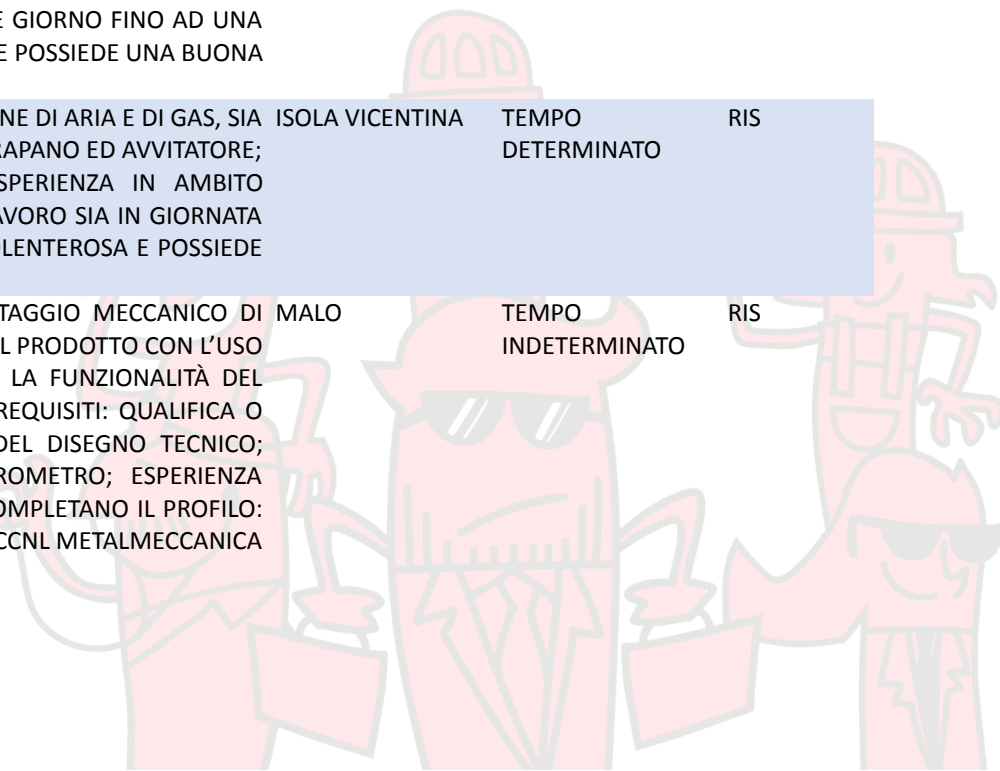 E GIORNO FINO AD UNA
E POSSIEDE UNA BUONA
NE DI ARIA E DI GAS, SIA ISOLA VICENTINA TEMPO RIS
RAPANO ED AVVITATORE; DETERMINATO
SPERIENZA IN AMBITO
AVORO SIA IN GIORNATA
OLENTEROSA E POSSIEDE
TAGGIO MECCANICO DI MALO TEMPO RIS
L PRODOTTO CON L'USO INDETERMINATO
LA FUNZIONALITÀ DEL
REQUISITI: QUALIFICA O
DEL DISEGNO TECNICO;
ROMETRO; ESPERIENZA
OMPLETANO IL PROFILO:
CCNL METALMECCANICA